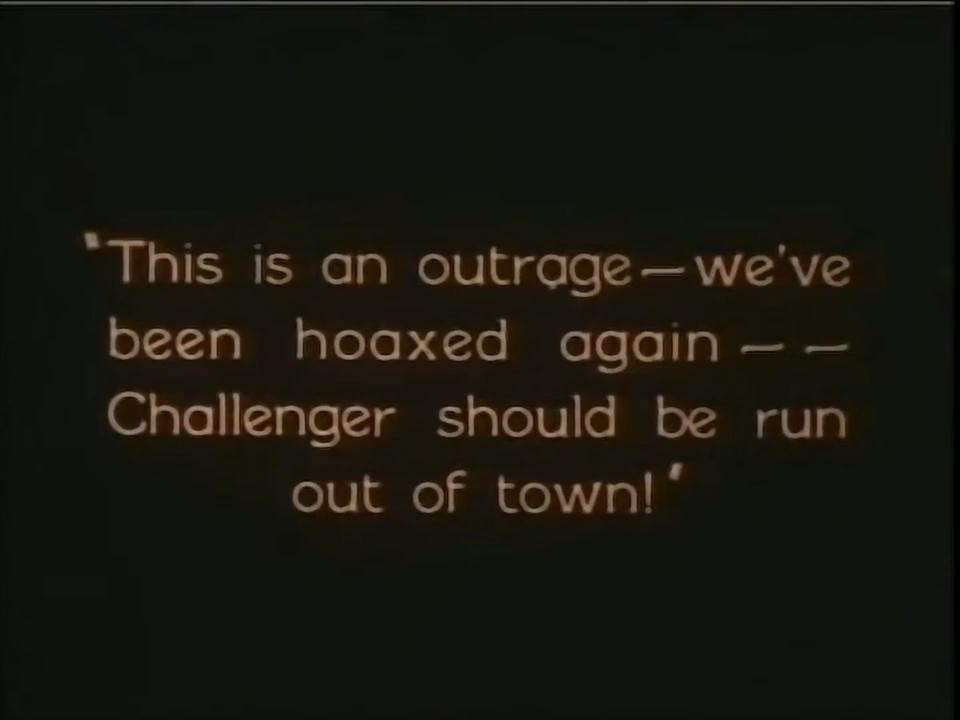 "This is an outrage—we've
been hoaxed again — —
Challenger should be run
out of town!"